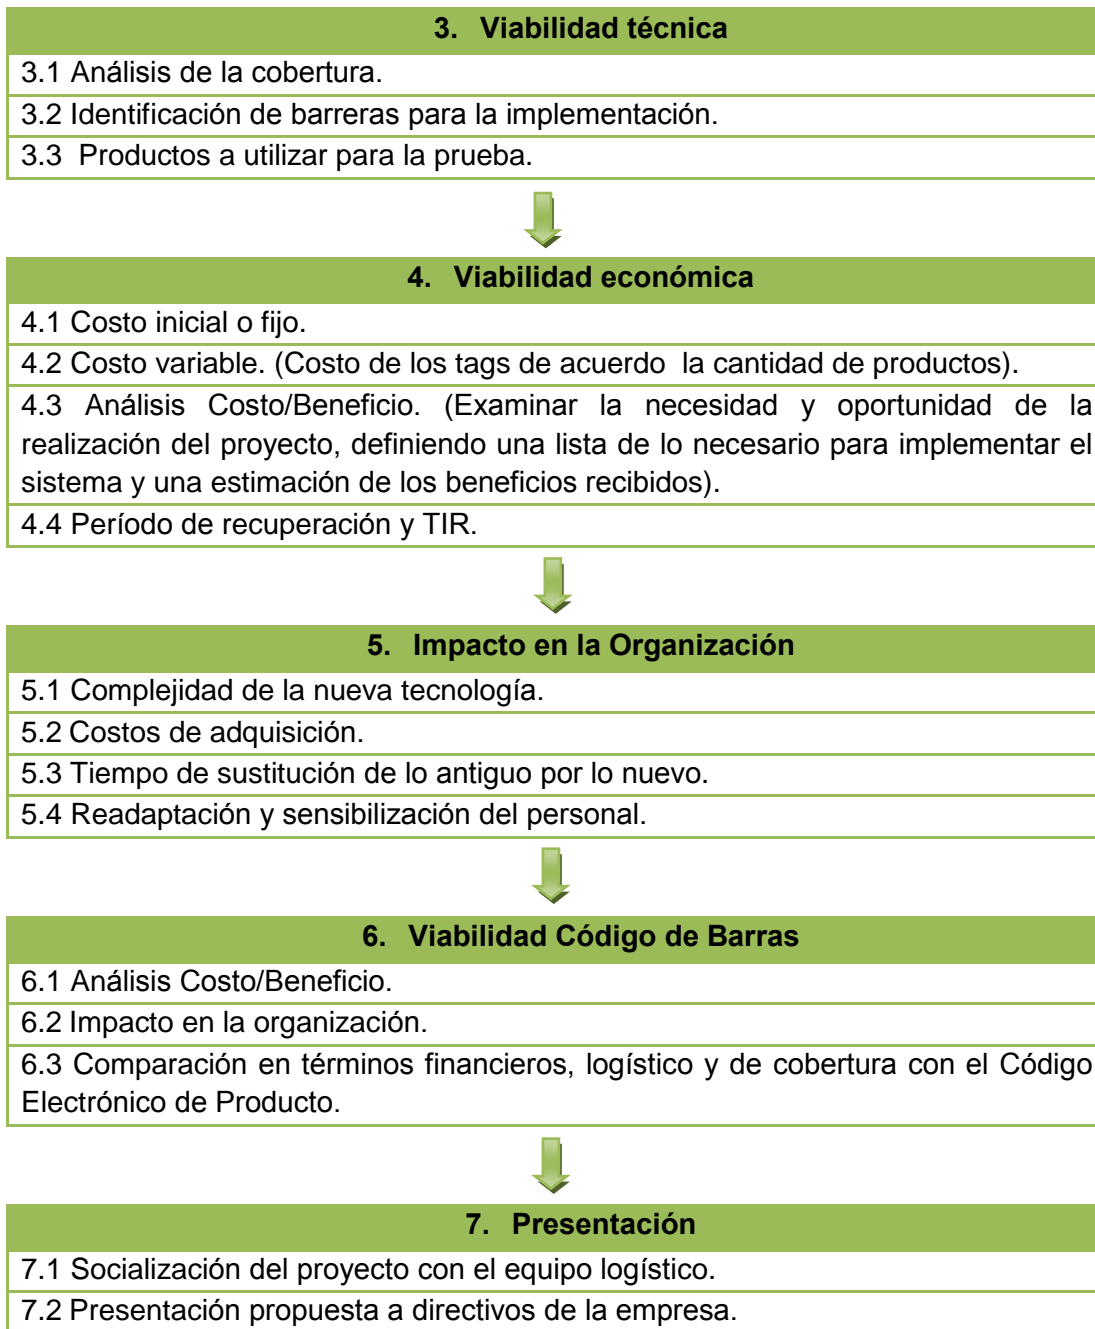 3. Viabilidad técnica
3.1 Análisis de la cobertura.
3.2 Identificación de barreras para la implementación.
3.3 Productos a utilizar para la prueba.
4. Viabilidad económica
4.1 Costo inicial o fijo.
4.2 Costo variable. (Costo de los tags de acuerdo la cantidad de productos).
4.3 Análisis Costo/Beneficio. (Examinar la necesidad y oportunidad de la
realización del proyecto, definiendo una lista de lo necesario para implementar el
sistema y una estimación de los beneficios recibidos).
4.4 Período de recuperación y TIR.
5. Impacto en la Organización
5.1 Complejidad de la nueva tecnología.
5.2 Costos de adquisición.
5.3 Tiempo de sustitución de lo antiguo por lo nuevo.
5.4 Readaptación y sensibilización del personal.
6. Viabilidad Código de Barras
6.1 Análisis Costo/Beneficio.
6.2 Impacto en la organización.
6.3 Comparación en términos financieros, logístico y de cobertura con el Código
Electrónico de Producto.
7. Presentación
7.1 Socialización del proyecto con el equipo logístico.
7.2 Presentación propuesta a directivos de la empresa.